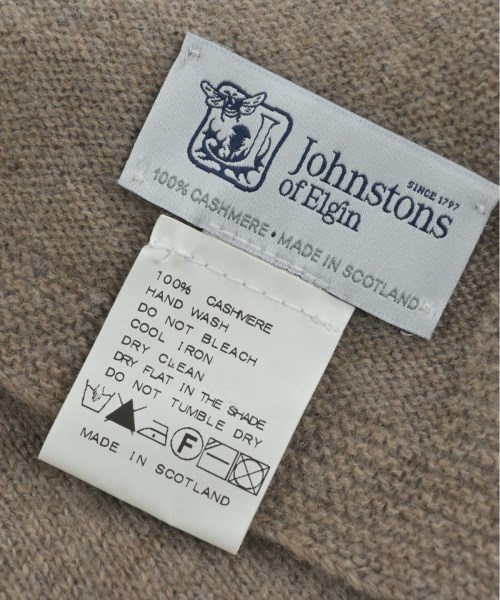 Johnstons
of Elgin
SINCE 1797
100% CASHMERE • MADE IN SCOTLAND
100% CASHMERE
HAND WASH
DO NOT BLEACH
COOL IRON
DRY CLEAN
DRY FLAT IN THE SHADE
DO NOT TUMBLE DRY
F
MADE IN SCOTLAND